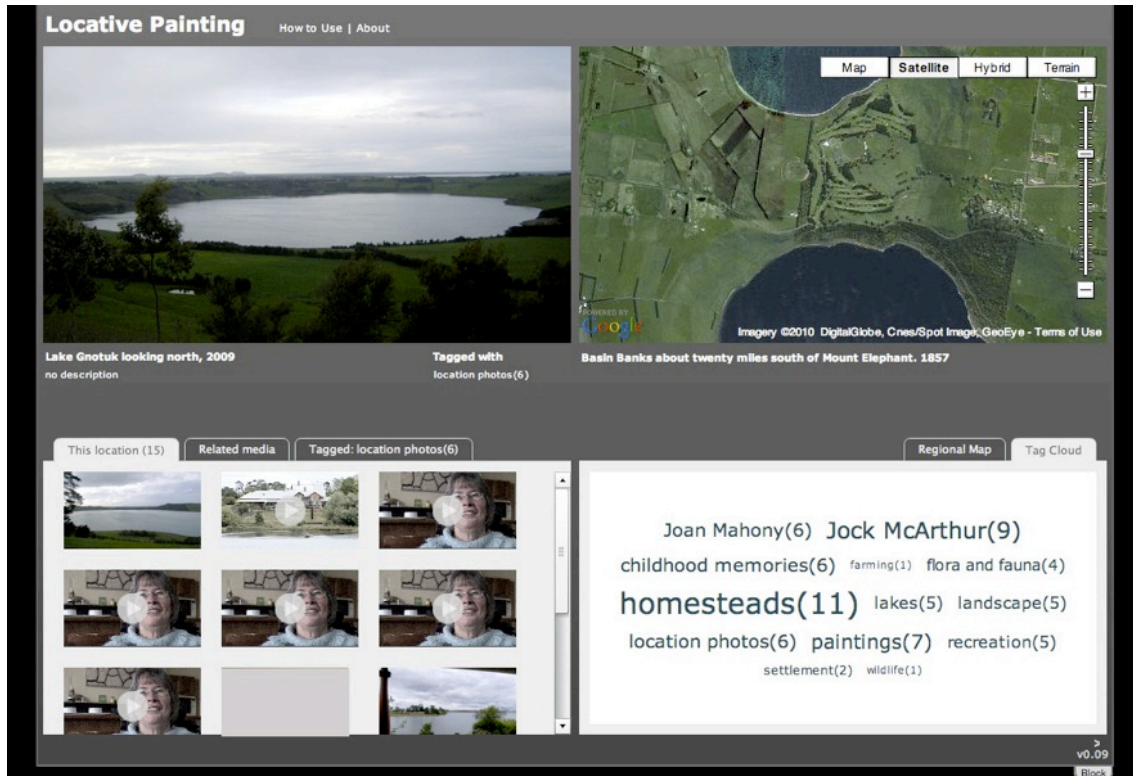 Locative Painting
How to Use | About
Map
Satellite
Hybrid
Terrain
POWERED BY
Google
Imagery ©2010 DigitalGlobe, Cnes/Spot Image, GeoEye - Terms of Use
Lake Gnotuk looking north, 2009
no description
Tagged with
location photos(6)
Basin Banks about twenty miles south of Mount Elephant. 1857
This location (15)
Related media
Tagged: location photos(6)
Regional Map
Tag Cloud
Joan Mahony(6) Jock McArthur(9)
childhood memories(6) farming(1) flora and fauna(4)
homesteads(11) lakes(5) landscape(5)
location photos(6) paintings(7) recreation(5)
settlement(2) wildlife(1)
v0.09
Block